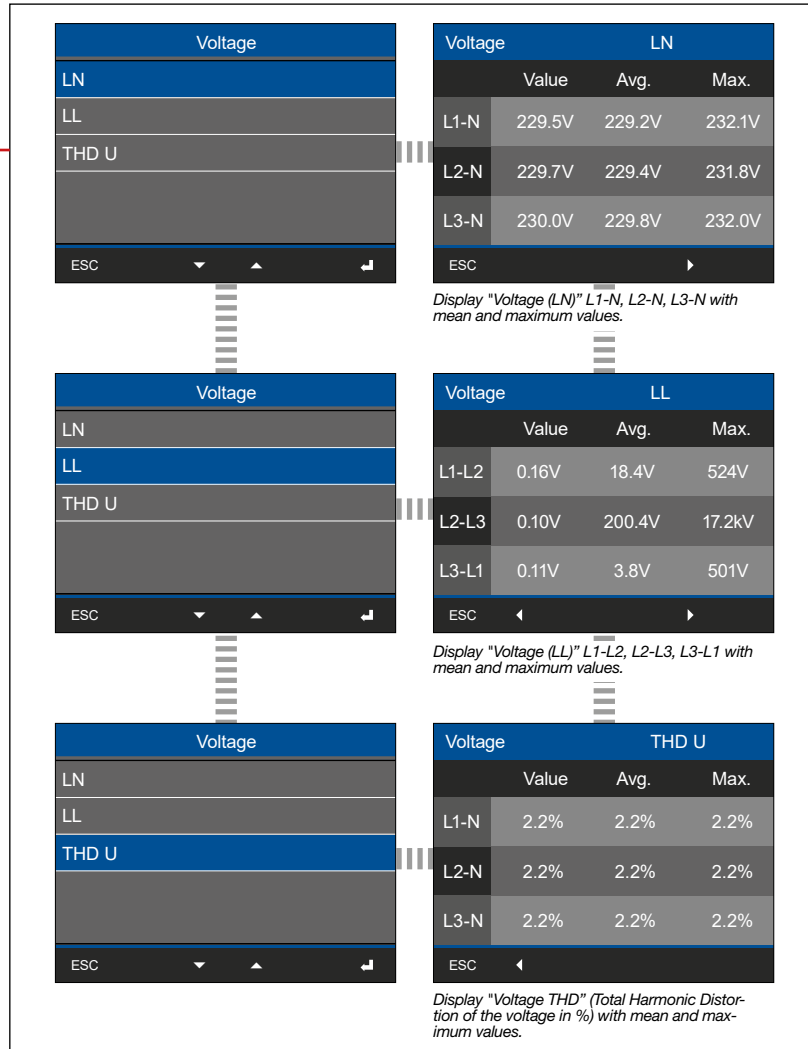 Voltage
LN
LL
THD U
ESC
Voltage LN
Value Avg. Max.
L1-N 229.5V 229.2V 232.1V
L2-N 229.7V 229.4V 231.8V
L3-N 230.0V 229.8V 232.0V
ESC
Display "Voltage (LN)” L1-N, L2-N, L3-N with
mean and maximum values.
Voltage
LN
LL
THD U
ESC
Voltage LL
Value Avg. Max.
L1-L2 0.16V 18.4V 524V
L2-L3 0.10V 200.4V 17.2kV
L3-L1 0.11V 3.8V 501V
ESC
Display "Voltage (LL)” L1-L2, L2-L3, L3-L1 with
mean and maximum values.
Voltage
LN
LL
THD U
ESC
Voltage THD U
Value Avg. Max.
L1-N 2.2% 2.2% 2.2%
L2-N 2.2% 2.2% 2.2%
L3-N 2.2% 2.2% 2.2%
ESC
Display "Voltage THD” (Total Harmonic Distor-
tion of the voltage in %) with mean and max-
imum values.